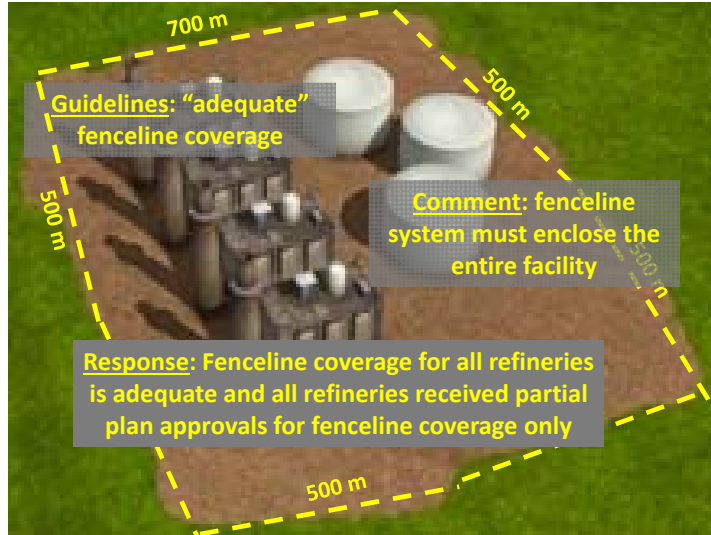 700 m
500 m
Guidelines: “adequate”
fenceline coverage
500 m
Comment: fenceline
system must enclose the
entire facility
500 m
Response: Fenceline coverage for all refineries
is adequate and all refineries received partial
plan approvals for fenceline coverage only
500 m